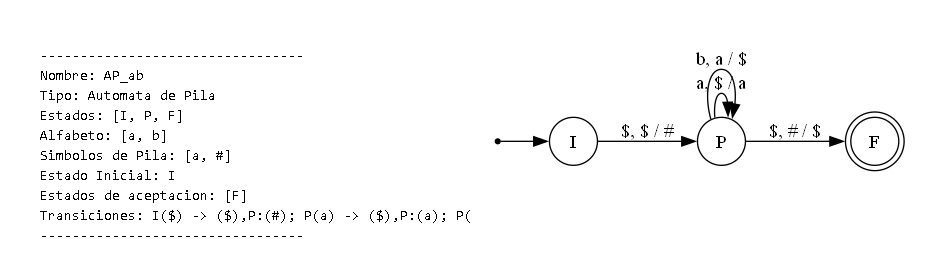 --------------------------------
Nombre: AP_ab
Tipo: Automata de Pila
Estados: [I, P, F]
Alfabeto: [a, b]
Simbolos de Pila: [a, #]
Estado Inicial: I
Estados de aceptacion: [F]
Transiciones: I($) -> ($),P:(#); P(a) -> ($),P:(a); P(
--------------------------------
b, a / $
a, $ / a
I
$, $ / #
P
$, # / $
F